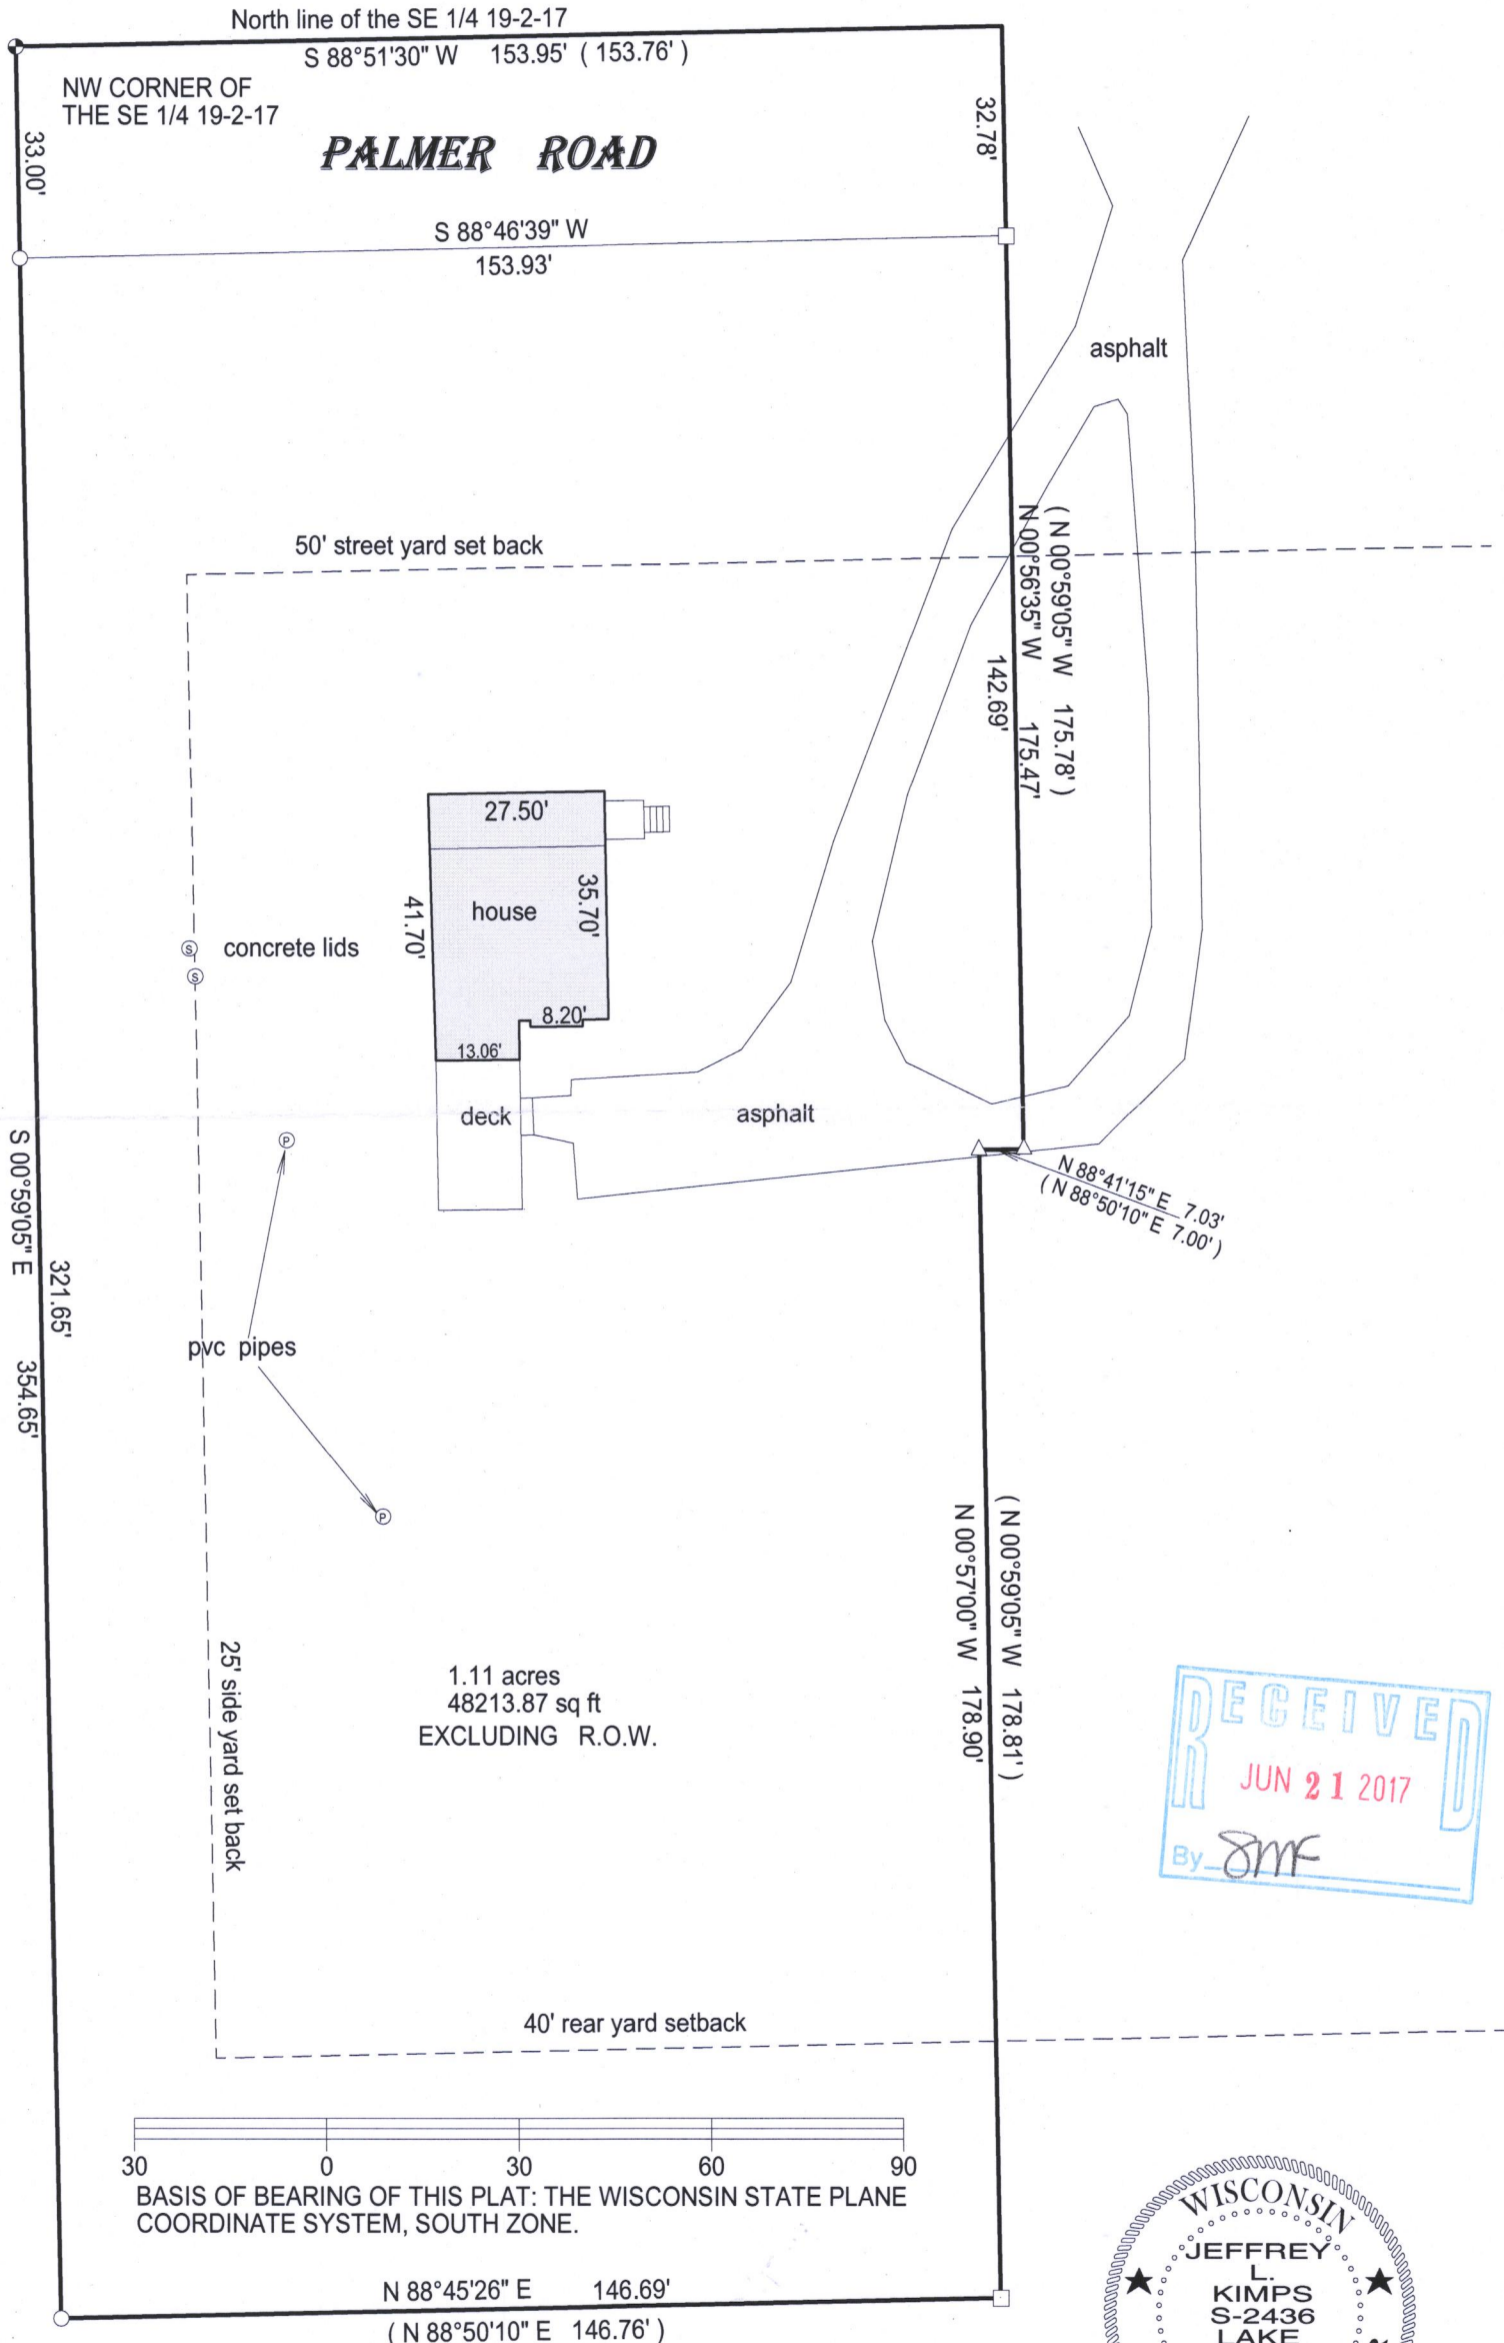 North line of the SE 1/4 19-2-17
S 88°51'30" W 153.95' ( 153.76' )
NW CORNER OF
THE SE 1/4 19-2-17
33.00'
PALMER ROAD
32.78'
S 88°46'39" W
153.93'
asphalt
50' street yard set back
( N 00°59'05" W 175.78' )
N 00°56'35" W 175.47'
142.69'
27.50'
house
35.70'
41.70'
S
concrete lids
S
8.20'
13.06'
deck
asphalt
P
N 88°41'15" E 7.03'
( N 88°50'10" E 7.00' )
S 00°59'05" E 354.65'
321.65'
pvc pipes
P
( N 00°59'05" W 178.81' )
N 00°57'00" W 178.90'
25' side yard set back
1.11 acres
48213.87 sq ft
EXCLUDING R.O.W.
RECEIVED
JUN 21 2017
By SMF
40' rear yard setback
30 0 30 60 90
BASIS OF BEARING OF THIS PLAT: THE WISCONSIN STATE PLANE
COORDINATE SYSTEM, SOUTH ZONE.
N 88°45'26" E 146.69'
( N 88°50'10" E 146.76' )
WISCONSIN
JEFFREY
L.
KIMPS
S-2436
LAKE